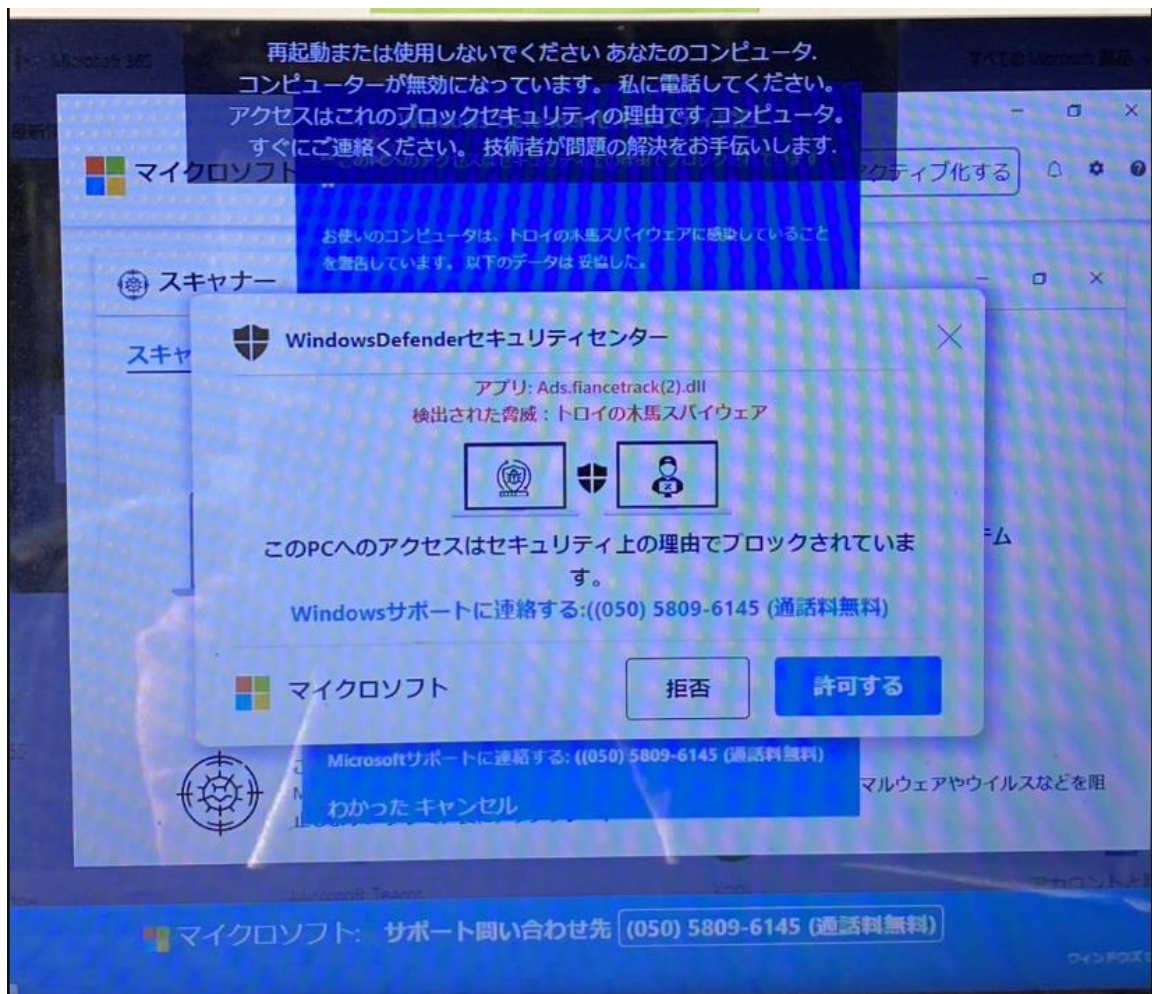 再起動または使用しないでください あなたのコンピュータ.
コンピューターが無効になっています。 私に電話してください。
アクセスはこれのブロックセキュリティの理由です コンピュータ。
すぐにご連絡ください。 技術者が問題の解決をお手伝いします.
Microsoft 365
マイクロソフト
ティブ化する
お使いのコンピュータは、トロイの木馬スパイウェアに感染していること
を警告しています。 以下のデータは 妥協した。
スキャナー
スキャ
WindowsDefenderセキュリティセンター
アプリ: Ads.fiancetrack(2).dll
検出された脅威：トロイの木馬スパイウェア
このPCへのアクセスはセキュリティ上の理由でブロックされていま
す。
Windowsサポートに連絡する:((050) 5809-6145 (通話料無料)
マイクロソフト
拒否
許可する
Microsoftサポートに連絡する: ((050) 5809-6145 (通話料無料)
わかった キャンセル
マルウェアやウイルスなどを阻
Microsoft Teams
マイクロソフト: サポート問い合わせ先 (050) 5809-6145 (通話料無料)